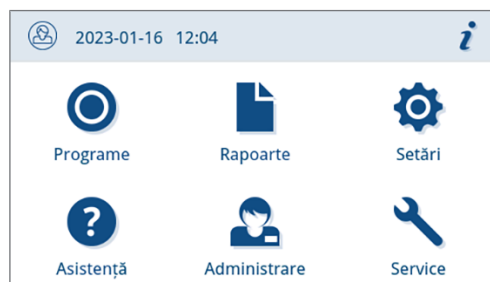 2023-01-16 12:04
Programe Rapoarte Setări
Asistență Administrare Service